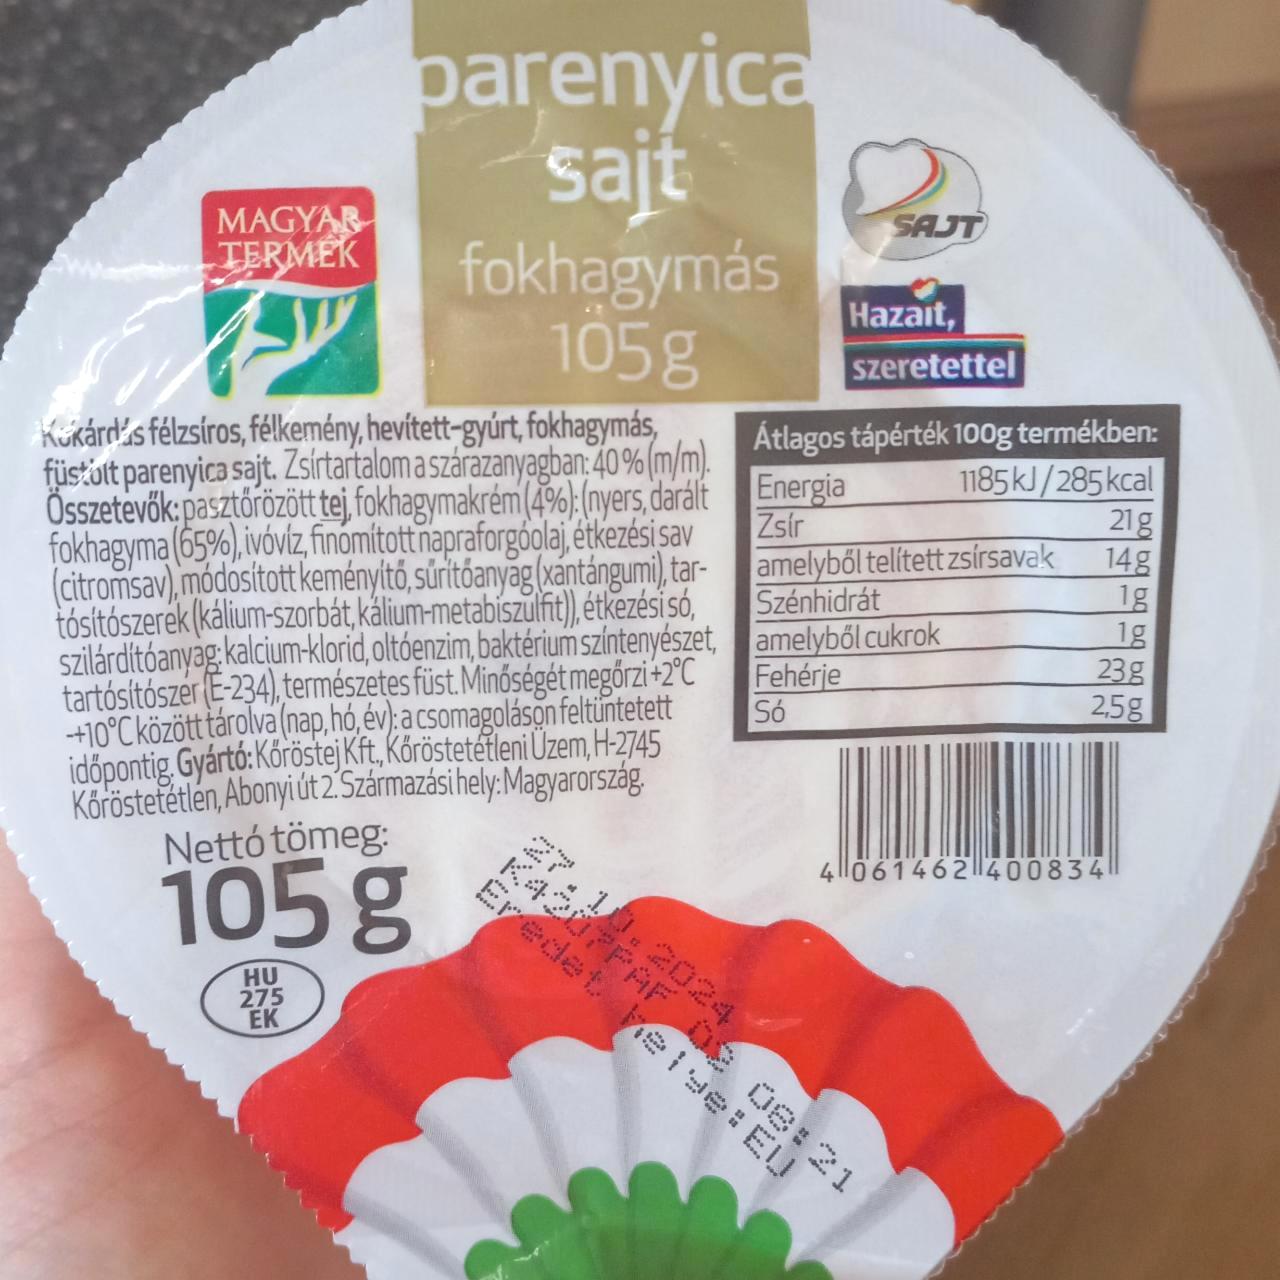 parenyica
sajt
fokhagymás
105 g
MAGYAR
TERMÉK
SAJT
Hazait,
szeretettel
Kokárdás félzsíros, félkemény, hevített-gyúrt, fokhagymás,
füstölt parenyica sajt. Zsírtartalom a szárazanyagban: 40 % (m/m).
Összetevők: pasztőrözött tej, fokhagymakrém (4%): (nyers, darált
fokhagyma (65%), ivóvíz, finomított napraforgóolaj, étkezési sav
(citromsav), módosított keményítő, sűrítőanyag (xantángumi), tar-
tósítószerek (kálium-szorbát, kálium-metabiszulfit)), étkezési só,
szilárdítóanyag: kalcium-klorid, oltóenzim, baktérium színtenyészet,
tartósítószer (E-234), természetes füst. Minőségét megőrzi +2°C
-+10°C között tárolva (nap, hó, év): a csomagoláson feltüntetett
időpontig. Gyártó: Kőröstej Kft., Kőröstetétleni Üzem, H-2745
Kőröstetétlen, Abonyi út 2. Származási hely: Magyarország.
Átlagos tápérték 100g termékben:
Energia 1185 kJ / 285 kcal
Zsír 21 g
amelyből telített zsírsavak 14 g
Szénhidrát 1 g
amelyből cukrok 1 g
Fehérje 23 g
Só 2,5 g
4 061462 400834
Nettó tömeg:
105 g
HU
275
EK
27.10.2024
08:21
Eredet helye:EU